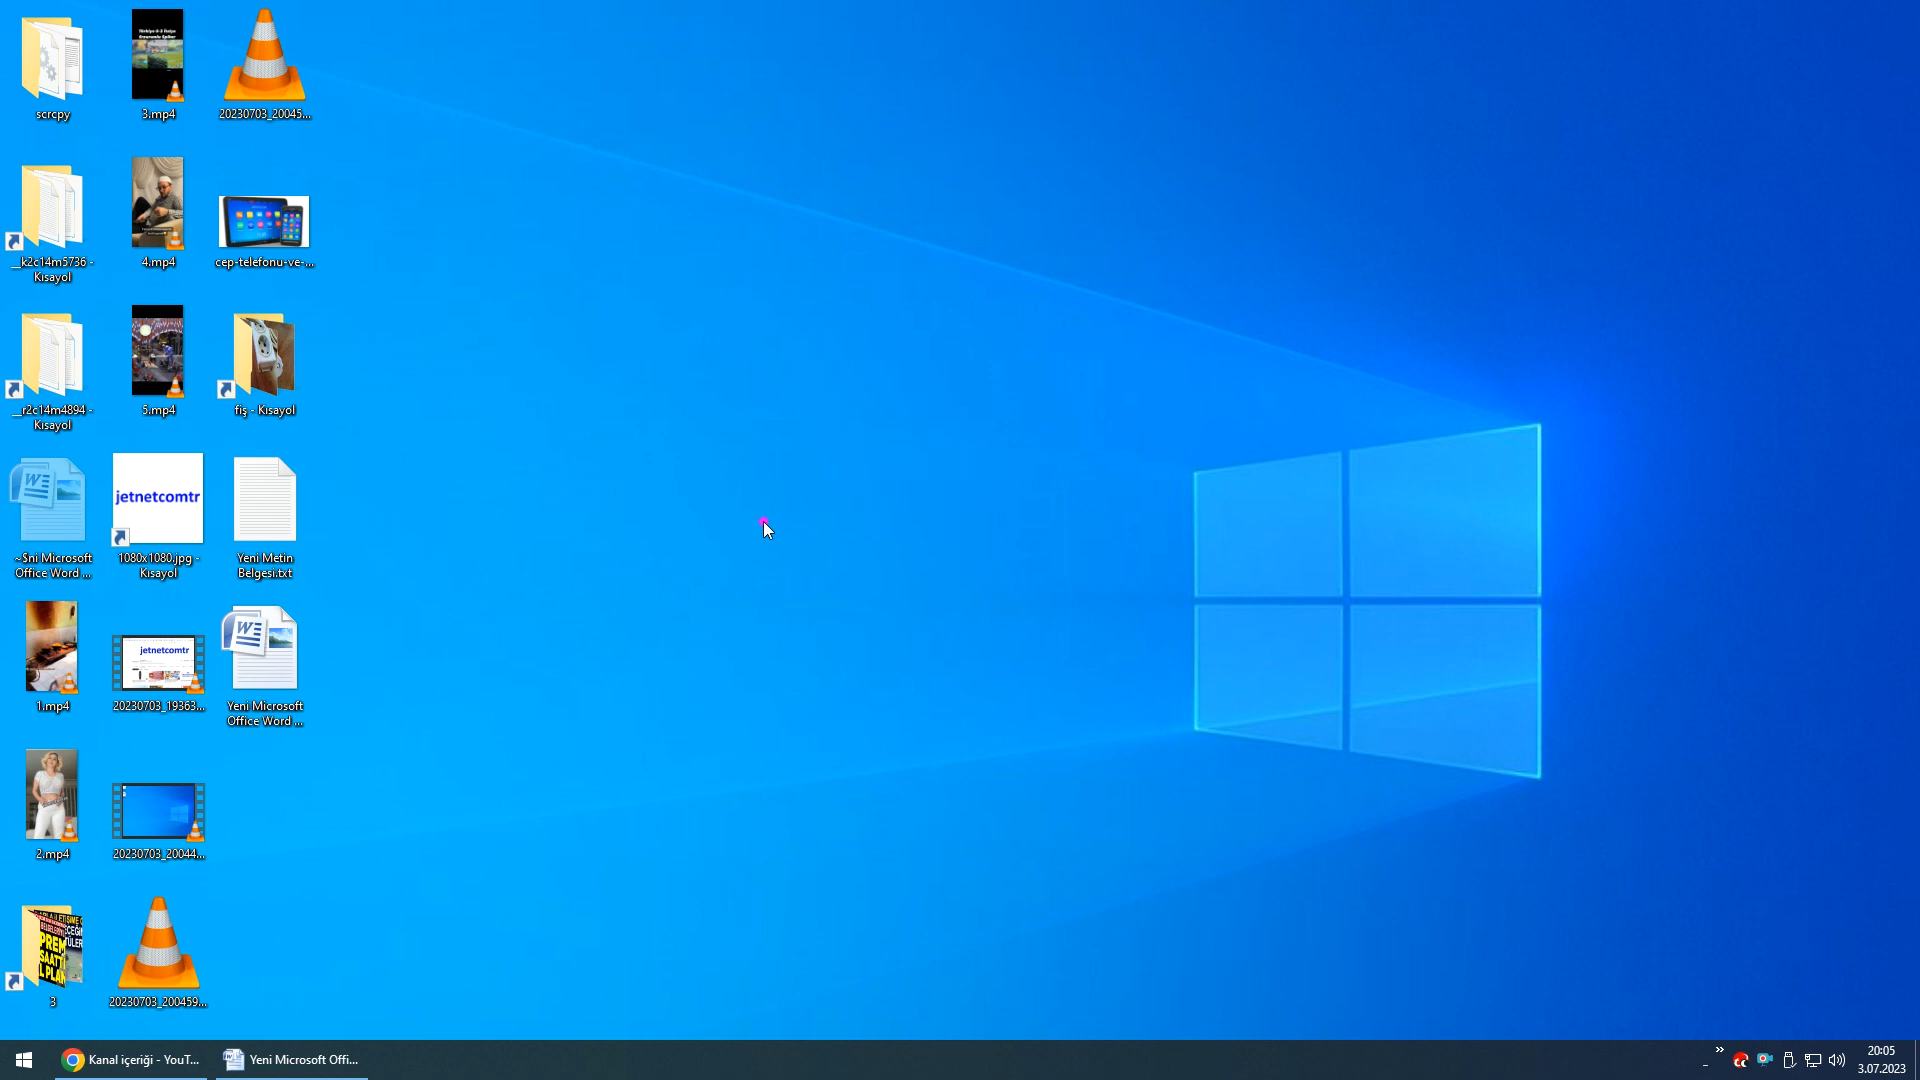 scrcpy
3.mp4
20230703_20045...
__k2c14m5736 -
Kısayol
4.mp4
cep-telefonu-ve-...
__r2c14m4894 -
Kısayol
5.mp4
fiş - Kısayol
~$ni Microsoft
Office Word ...
jetnetcomtr
1080x1080.jpg -
Kısayol
Yeni Metin
Belgesi.txt
1.mp4
jetnetcomtr
20230703_19363...
Yeni Microsoft
Office Word ...
2.mp4
20230703_20044...
3
20230703_200459...
Kanal içeriği - YouT...
Yeni Microsoft Offi...
20:05
3.07.2023